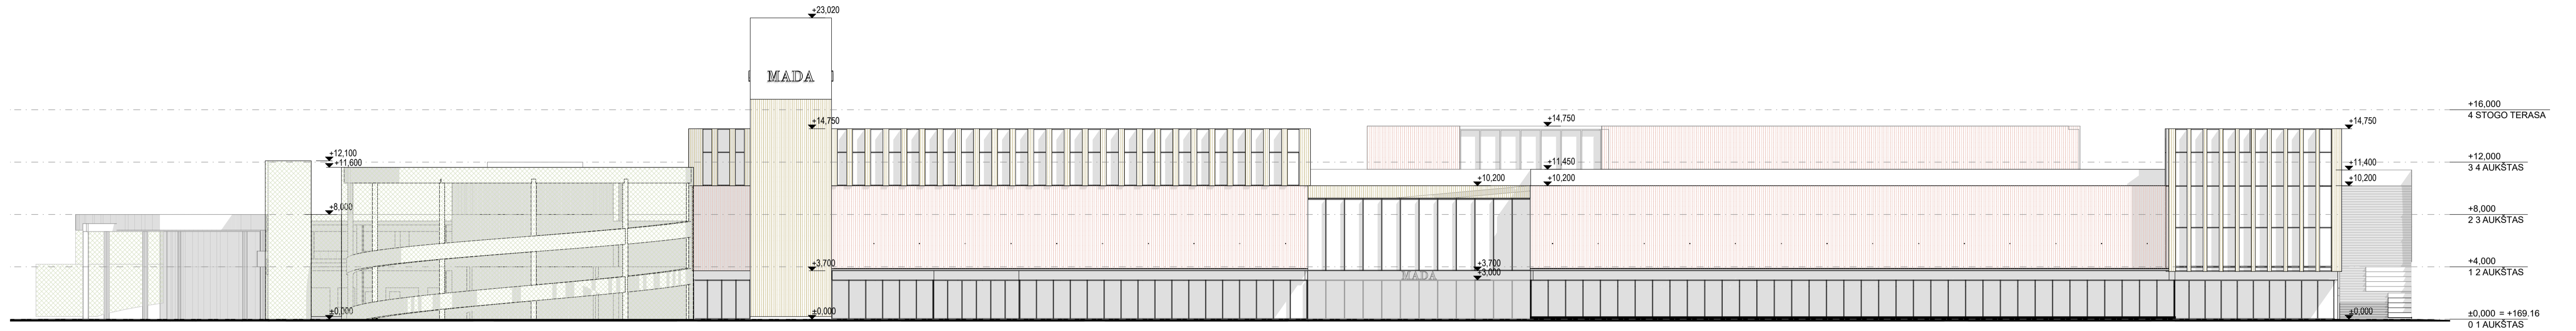 +23,020
MADA
+16,000
4 STOGO TERASA
+14,750
+14,750
+14,750
+12,100
+11,600
+11,450
+11,400
+12,000
3 4 AUKŠTAS
+10,200
+10,200
+10,200
+8,000
+8,000
2 3 AUKŠTAS
+3,700
+3,700
+3,000
MADA
+4,000
1 2 AUKŠTAS
±0,000
±0,000
±0,000
±0,000 = +169.16
0 1 AUKŠTAS